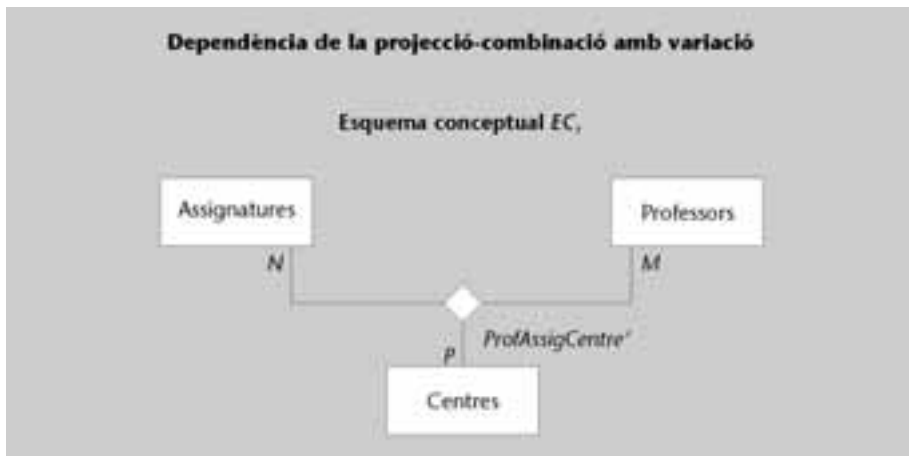 Dependència de la projecció-combinació amb variació
Esquema conceptual EC,
Assignatures
Professors
N
M
ProfAssigCentre'
P
Centres